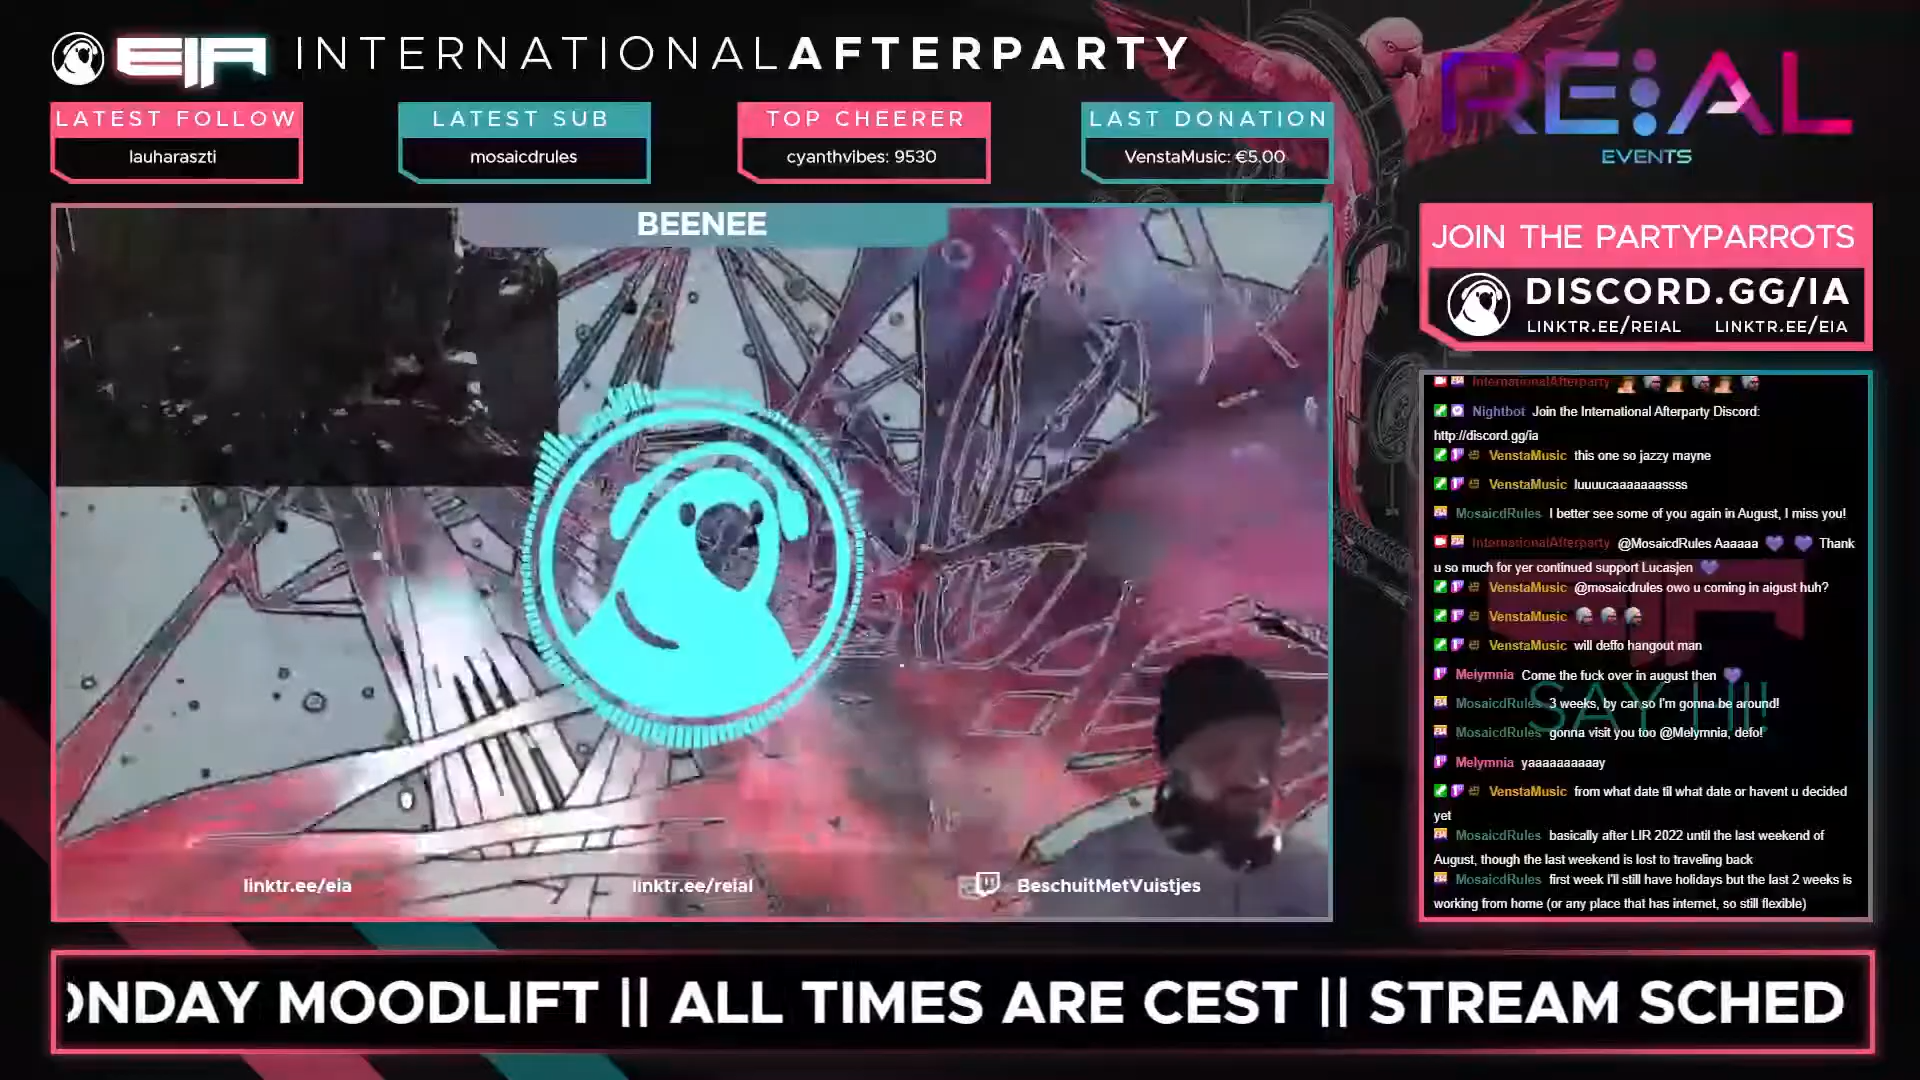 EIA INTERNATIONALAFTERPARTY
RE:AL
EVENTS
LATEST FOLLOW
lauharaszti
LATEST SUB
mosaicdrules
TOP CHEERER
cyanthvibes: 9530
LAST DONATION
VenstaMusic: €5.00
BEENEE
JOIN THE PARTYPARROTS
DISCORD.GG/IA
LINKTR.EE/REIAL LINKTR.EE/EIA
InternationalAfterparty
Nightbot Join the International Afterparty Discord:
http://discord.gg/ia
VenstaMusic this one so jazzy mayne
VenstaMusic luuuucaaaaaaassss
MosaicdRules I better see some of you again in August, I miss you!
InternationalAfterparty @MosaicdRules Aaaaaa 💜 💜 Thank
u so much for yer continued support Lucasjen 💜
VenstaMusic @mosaicdrules owo u coming in aigust huh?
VenstaMusic
VenstaMusic will deffo hangout man
Melymnia Come the fuck over in august then 💜
MosaicdRules 3 weeks, by car so I'm gonna be around!
SAY HI!
MosaicdRules gonna visit you too @Melymnia, defo!
Melymnia yaaaaaaaaaay
VenstaMusic from what date til what date or havent u decided
yet
MosaicdRules basically after LIR 2022 until the last weekend of
August, though the last weekend is lost to traveling back
MosaicdRules first week I'll still have holidays but the last 2 weeks is
working from home (or any place that has internet, so still flexible)
linktr.ee/eia
linktr.ee/reial
BeschuitMetVuistjes
ONDAY MOODLIFT || ALL TIMES ARE CEST || STREAM SCHED